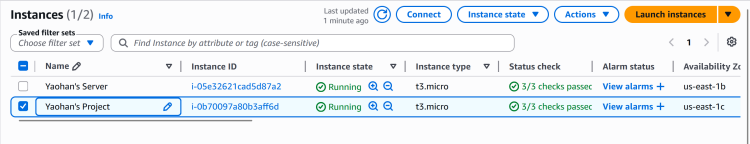 Instances (1/2) Info
Last updated
1 minute ago
Connect
Instance state
Actions
Launch instances
Saved filter sets
Choose filter set
Find Instance by attribute or tag (case-sensitive)
1
Name Instance ID Instance state Instance type Status check Alarm status Availability Zo
Yaohan's Server i-05e32621cad5d87a2 Running t3.micro 3/3 checks passec View alarms + us-east-1b
Yaohan's Project i-0b70097a80b3aff6d Running t3.micro 3/3 checks passec View alarms + us-east-1c